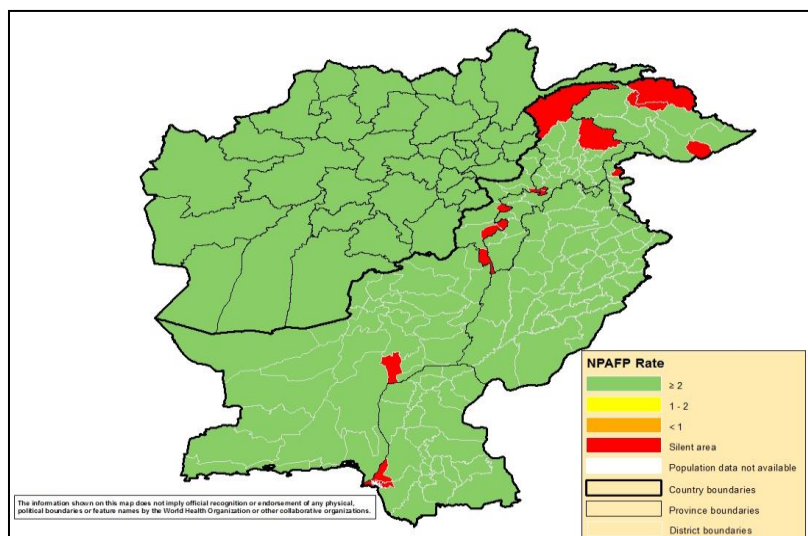 NPAFP Rate
≥ 2
1 - 2
< 1
Silent area
Population data not available
Country boundaries
Province boundaries
District boundaries
The information shown on this map does not imply official recognition or endorsement of any physical,
political boundaries or feature names by the World Health Organization or other collaborative organizations.